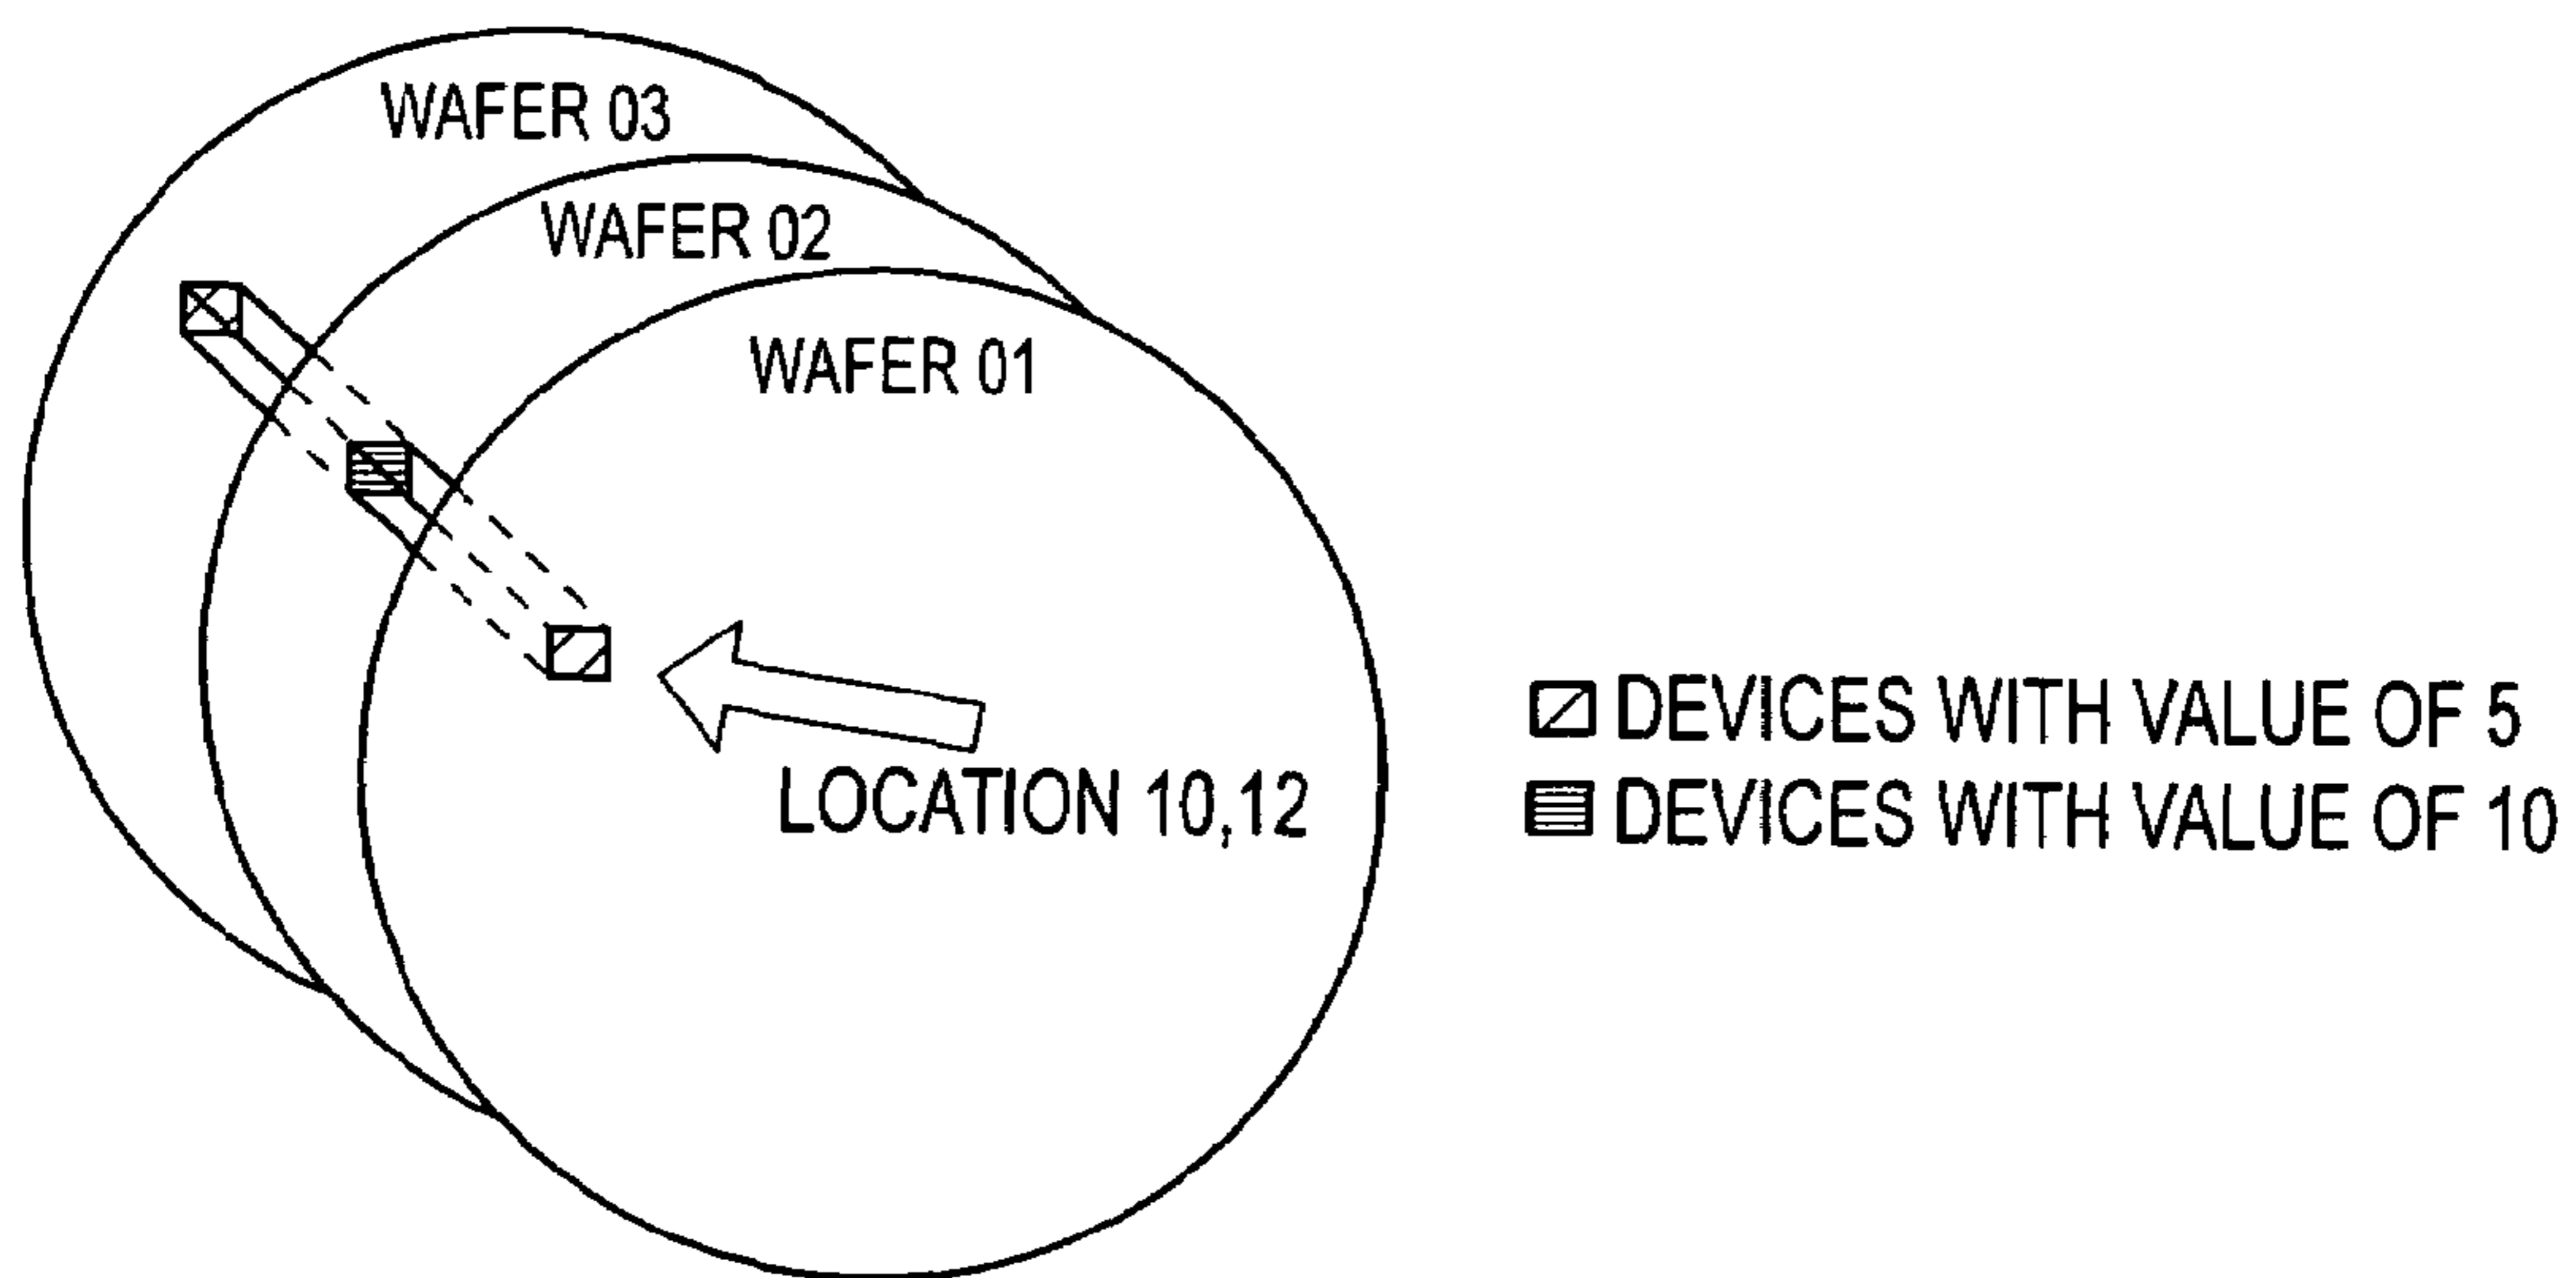 WAFER 03
WAFER 02
WAFER 01
LOCATION 10,12
DEVICES WITH VALUE OF 5
DEVICES WITH VALUE OF 10